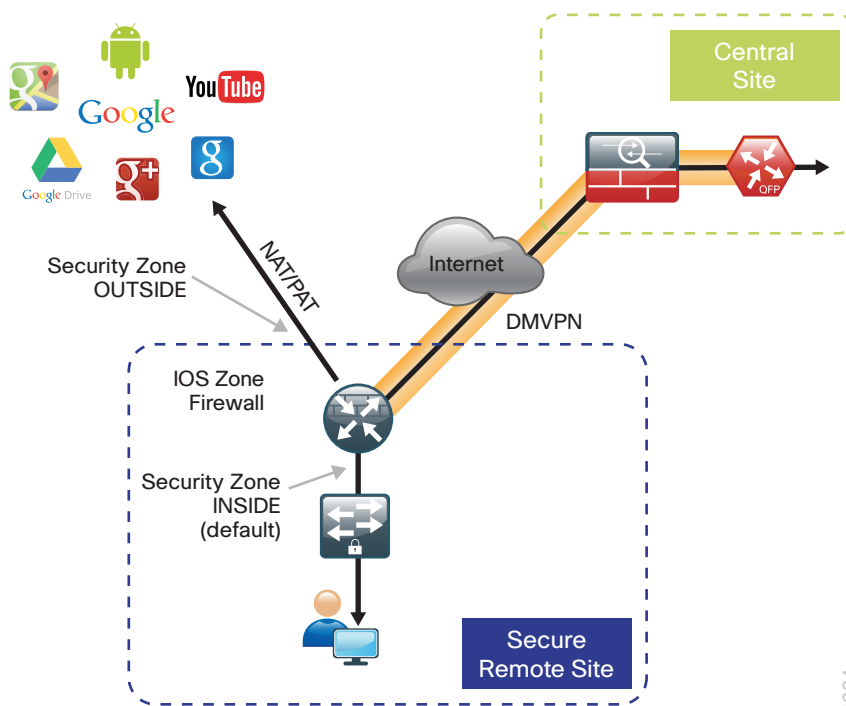 Central
Site
YouTube
Google
Google Drive
g+
g
g
QFP
Security Zone
OUTSIDE
NAT/PAT
Internet
DMVPN
IOS Zone
Firewall
Security Zone
INSIDE
(default)
Secure
Remote Site